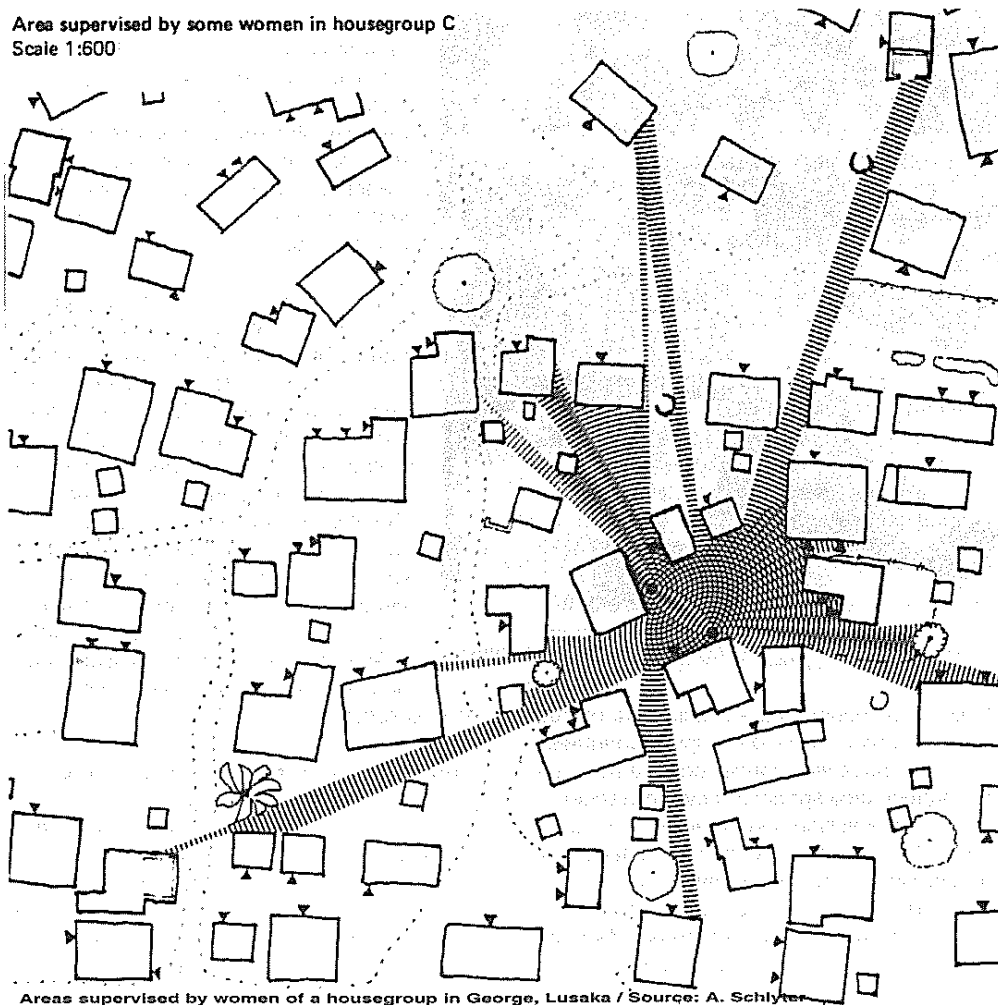 Area supervised by some women in housegroup C
Scale 1:600
Areas supervised by women of a housegroup in George, Lusaka / Source: A. Schlyter